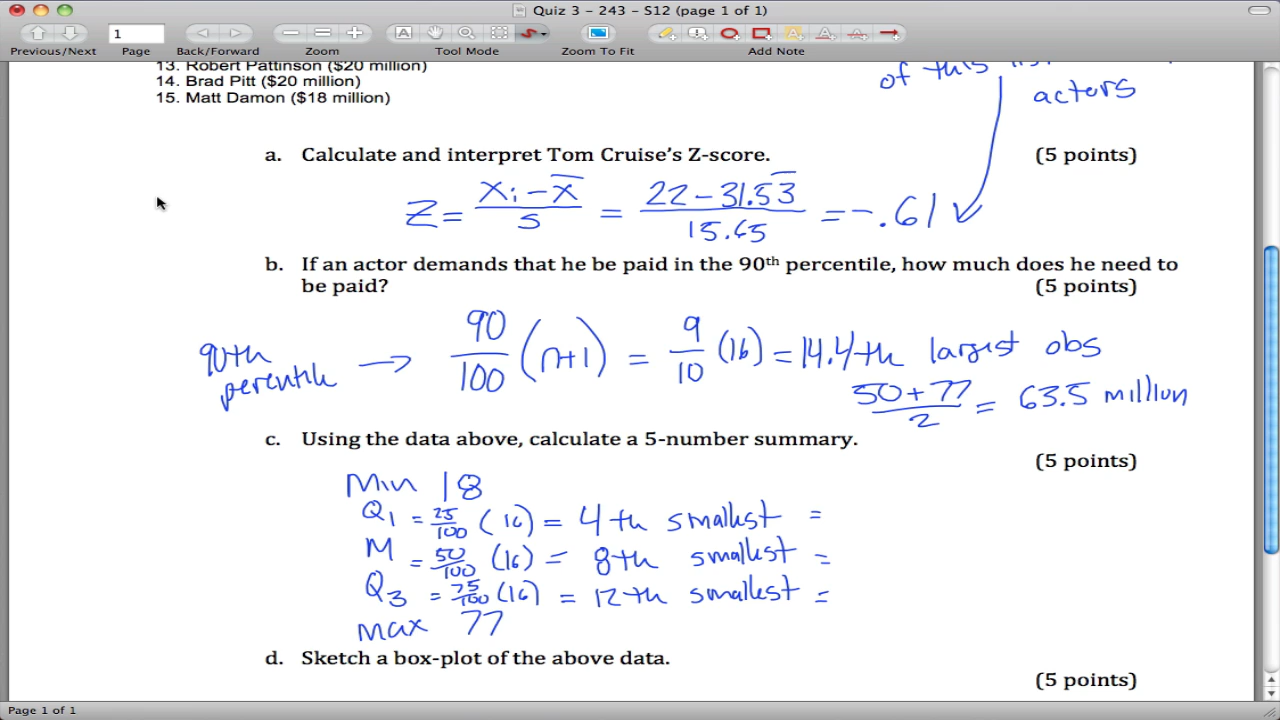 Quiz 3 – 243 – S12 (page 1 of 1)
1
Previous/Next Page Back/Forward Zoom Tool Mode Zoom To Fit Add Note
13. Robert Pattinson ($20 million)
14. Brad Pitt ($20 million)
15. Matt Damon ($18 million)
of this
actors
a. Calculate and interpret Tom Cruise's Z-score. (5 points)
Z = (xi − x̄)/s = (22 − 31.53̅)/15.65 = −.61
b. If an actor demands that he be paid in the 90th percentile, how much does he need to
be paid? (5 points)
90th percentile → 90/100 (n+1) = 9/10 (16) = 14.4th largest obs
(50 + 77)/2 = 63.5 million
c. Using the data above, calculate a 5-number summary.
(5 points)
Min 18
Q1 = 25/100 (16) = 4th smallest =
M = 50/100 (16) = 8th smallest =
Q3 = 75/100 (16) = 12th smallest =
max 77
d. Sketch a box-plot of the above data.
(5 points)
Page 1 of 1